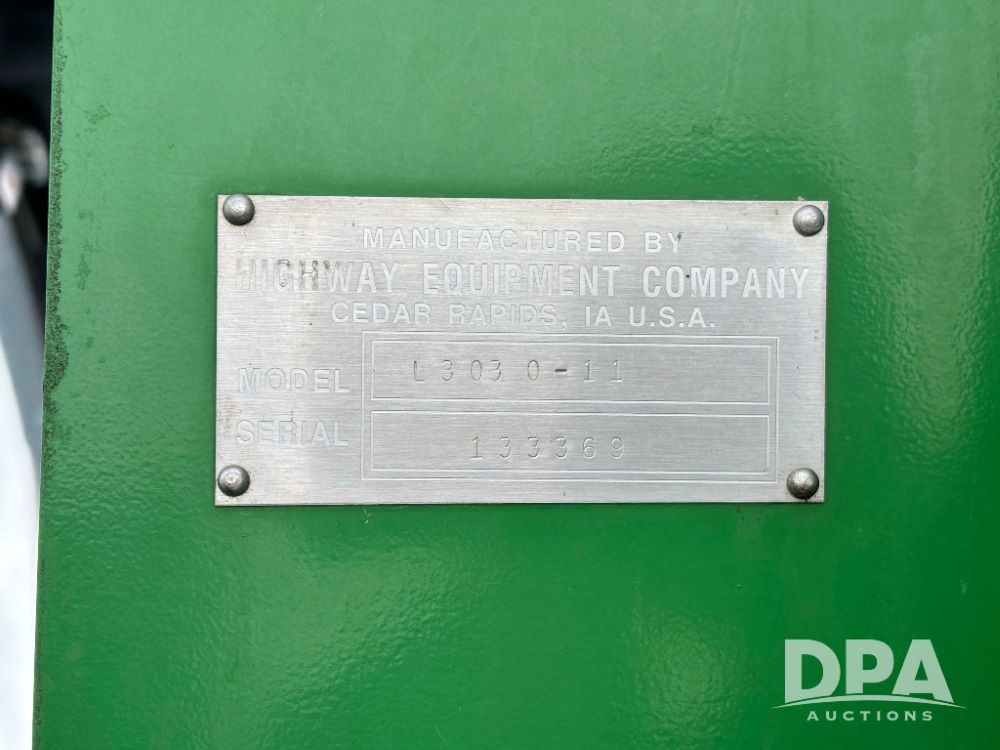 MANUFACTURED BY
HIGHWAY EQUIPMENT COMPANY
CEDAR RAPIDS, IA U.S.A.
MODEL L3030-11
SERIAL 133369
DPA
AUCTIONS